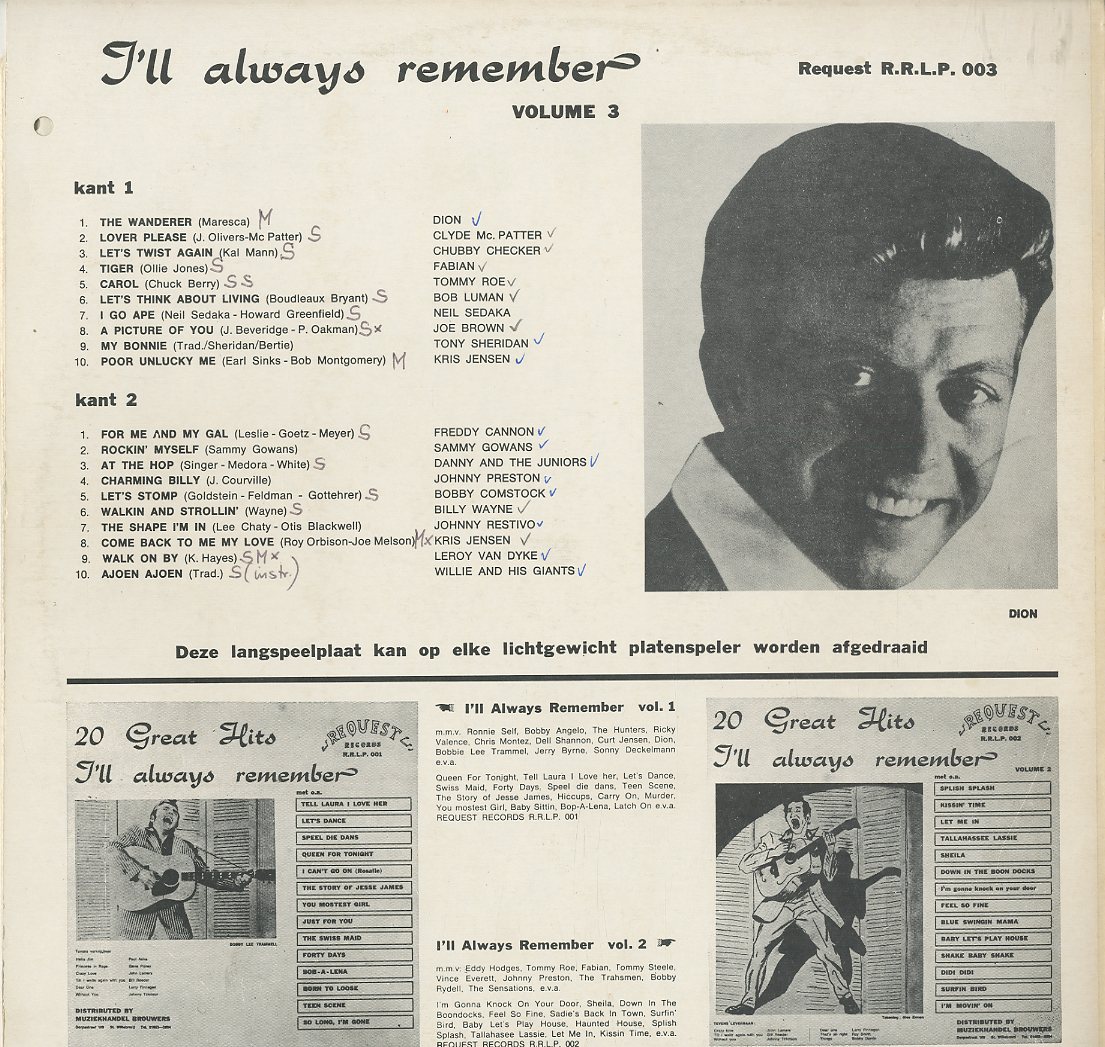 I'll always remember
Request R.R.L.P. 003
VOLUME 3
kant 1
1. THE WANDERER (Maresca) M DION ✓
2. LOVER PLEASE (J. Olivers-Mc Patter) S CLYDE Mc. PATTER ✓
3. LET'S TWIST AGAIN (Kal Mann) S CHUBBY CHECKER ✓
4. TIGER (Ollie Jones) S FABIAN ✓
5. CAROL (Chuck Berry) S S TOMMY ROE ✓
6. LET'S THINK ABOUT LIVING (Boudleaux Bryant) S BOB LUMAN ✓
7. I GO APE (Neil Sedaka - Howard Greenfield) S NEIL SEDAKA
8. A PICTURE OF YOU (J. Beveridge - P. Oakman) S x JOE BROWN ✓
9. MY BONNIE (Trad./Sheridan/Bertie) TONY SHERIDAN ✓
10. POOR UNLUCKY ME (Earl Sinks - Bob Montgomery) M KRIS JENSEN ✓
kant 2
1. FOR ME AND MY GAL (Leslie - Goetz - Meyer) S FREDDY CANNON ✓
2. ROCKIN' MYSELF (Sammy Gowans) SAMMY GOWANS ✓
3. AT THE HOP (Singer - Medora - White) S DANNY AND THE JUNIORS ✓
4. CHARMING BILLY (J. Courville) JOHNNY PRESTON ✓
5. LET'S STOMP (Goldstein - Feldman - Gottehrer) S BOBBY COMSTOCK ✓
6. WALKIN AND STROLLIN' (Wayne) S BILLY WAYNE ✓
7. THE SHAPE I'M IN (Lee Chaty - Otis Blackwell) JOHNNY RESTIVO ✓
8. COME BACK TO ME MY LOVE (Roy Orbison-Joe Melson) M x KRIS JENSEN ✓
9. WALK ON BY (K. Hayes) S M x LEROY VAN DYKE ✓
10. AJOEN AJOEN (Trad.) S (instr.) WILLIE AND HIS GIANTS ✓
DION
Deze langspeelplaat kan op elke lichtgewicht platenspeler worden afgedraaid
20 Great Hits
REQUEST
RECORDS
R.R.L.P. 001
I'll always remember
met o.a.
TELL LAURA I LOVE HER
LET'S DANCE
SPEEL DIE DANS
QUEEN FOR TONIGHT
I CAN'T GO ON (Rosalie)
THE STORY OF JESSE JAMES
YOU MOSTEST GIRL
JUST FOR YOU
THE SWISS MAID
FORTY DAYS
BOB-A-LENA
BORN TO LOOSE
TEEN SCENE
SO LONG, I'M GONE
BOBBY LEE TRAMMELL
DISTRIBUTED BY
MUZIEKHANDEL BROUWERS
I'll Always Remember vol. 1
m.m.v. Ronnie Self, Bobby Angelo, The Hunters, Ricky
Valence, Chris Montez, Dell Shannon, Curt Jensen, Dion,
Bobbie Lee Trammel, Jerry Byrne, Sonny Deckelmann
e.v.a.
Queen For Tonight, Tell Laura I Love her, Let's Dance,
Swiss Maid, Forty Days, Speel die dans, Teen Scene,
The Story of Jesse James, Hiccups, Carry On, Murder,
You mostest Girl, Baby Sittin, Bop-A-Lena, Latch On e.v.a.
REQUEST RECORDS R.R.L.P. 001
I'll Always Remember vol. 2
m.m.v. Eddy Hodges, Tommy Roe, Fabian, Tommy Steele,
Vince Everett, Johnny Preston, The Trahsmen, Bobby
Rydell, The Sensations, e.v.a.
I'm Gonna Knock On Your Door, Sheila, Down In The
Boondocks, Feel So Fine, Sadie's Back In Town, Surfin'
Bird, Baby Let's Play House, Haunted House, Splish
Splash, Tallahasee Lassie, Let Me In, Kissin Time, e.v.a.
REQUEST RECORDS R.R.L.P. 002
20 Great Hits
REQUEST
RECORDS
R.R.L.P. 002
I'll always remember
VOLUME 2
met o.a.
SPLISH SPLASH
KISSIN' TIME
LET ME IN
TALLAHASSEE LASSIE
SHEILA
DOWN IN THE BOON DOCKS
I'm gonna knock on your door
FEEL SO FINE
BLUE SWINGIN MAMA
BABY LET'S PLAY HOUSE
SHAKE BABY SHAKE
DIDI DIDI
SURFIN BIRD
I'M MOVIN' ON
DISTRIBUTED BY
MUZIEKHANDEL BROUWERS